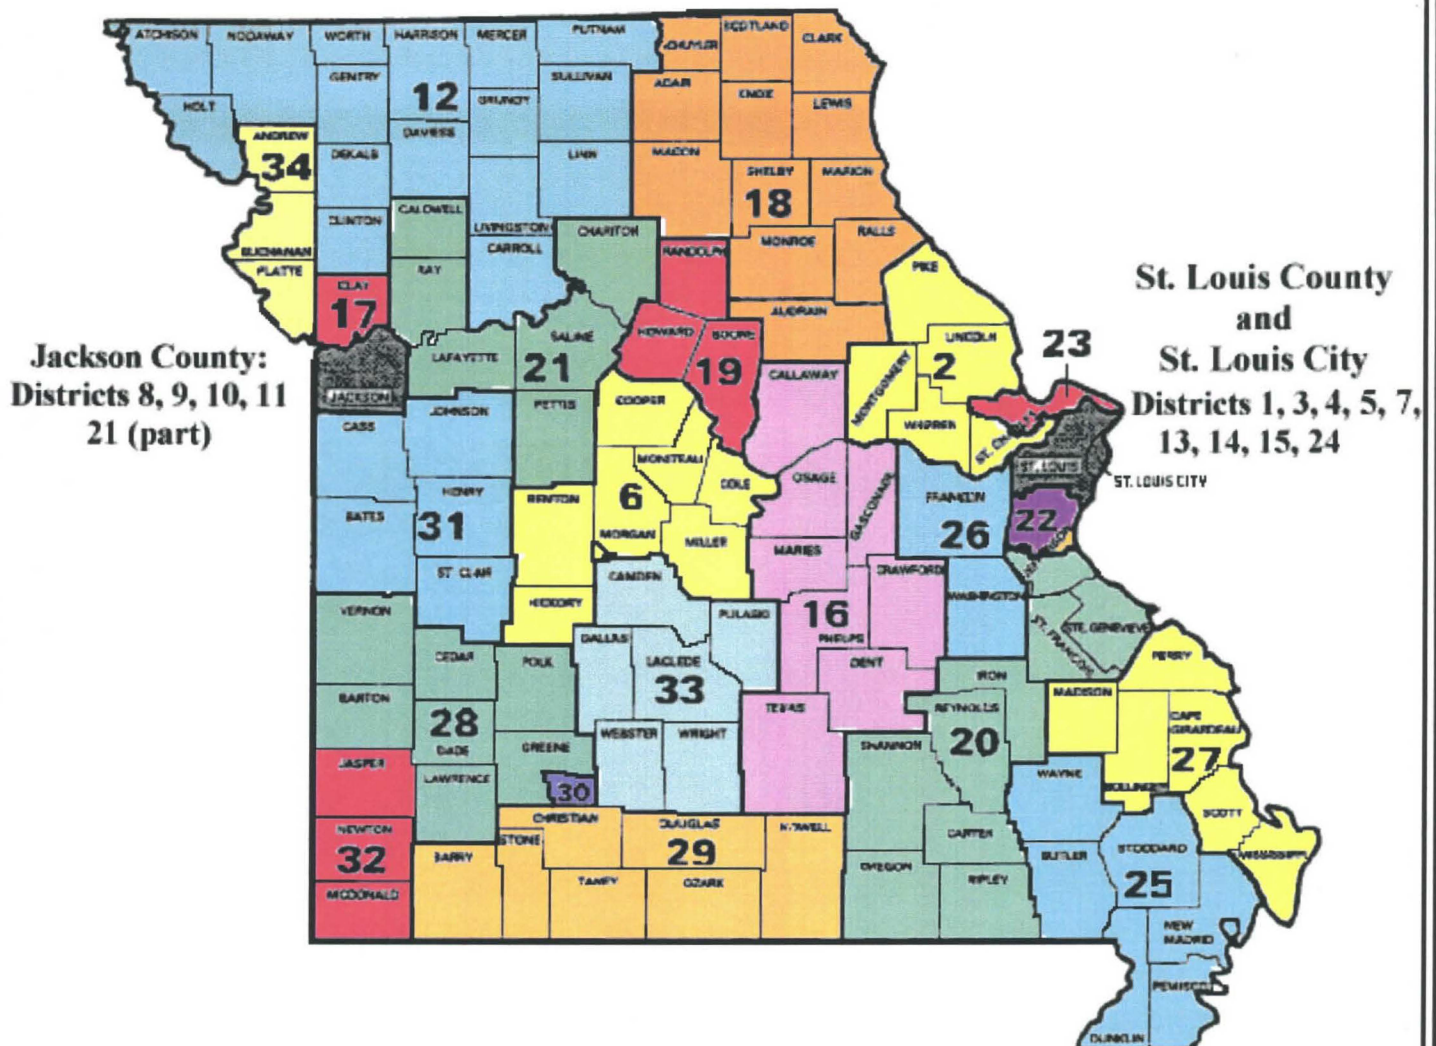 ATCHISON NODAWAY WORTH HARRISON MERCER PUTNAM SCHUYLER SCOTLAND CLARK
GENTRY SULLIVAN ADAIR KNOX LEWIS
HOLT 12 GRUNDY
ANDREW DAVIESS
34 DEKALB LINN MACON SHELBY MARION
18
CLINTON CALDWELL LIVINGSTON CHARITON MONROE RALLS
BUCHANAN CARROLL RANDOLPH
PLATTE RAY PIKE
CLAY
17 AUDRAIN
St. Louis County
and
St. Louis City
Districts 1, 3, 4, 5, 7,
13, 14, 15, 24
Jackson County:
Districts 8, 9, 10, 11
21 (part)
LAFAYETTE SALINE HOWARD BOONE LINCOLN 23
21 19 CALLAWAY MONTGOMERY 2
JACKSON
CASS JOHNSON PETTIS COOPER WARREN ST. CHARLES
MONITEAU ST. LOUIS
HENRY BENTON COLE OSAGE GASCONADE FRANKLIN ST. LOUIS CITY
BATES 31 6 26 22
MORGAN MILLER MARIES
ST CLAIR CAMDEN CRAWFORD
VERNON HICKORY PULASKI 16 WASHINGTON
DALLAS PHELPS ST. FRANCOIS STE. GENEVIEVE
CEDAR POLK LACLEDE DENT PERRY
33 IRON MADISON
BARTON TEXAS REYNOLDS
28 CAPE
GIRARDEAU
DADE GREENE WEBSTER WRIGHT SHANNON 20 27
JASPER LAWRENCE WAYNE
30 BOLLINGER
CHRISTIAN DOUGLAS HOWELL SCOTT
NEWTON STONE CARTER
32 BARRY 29 BUTLER STODDARD MISSISSIPPI
OREGON RIPLEY 25
MCDONALD TANEY OZARK
NEW
MADRID
PEMISCOT
DUNKLIN